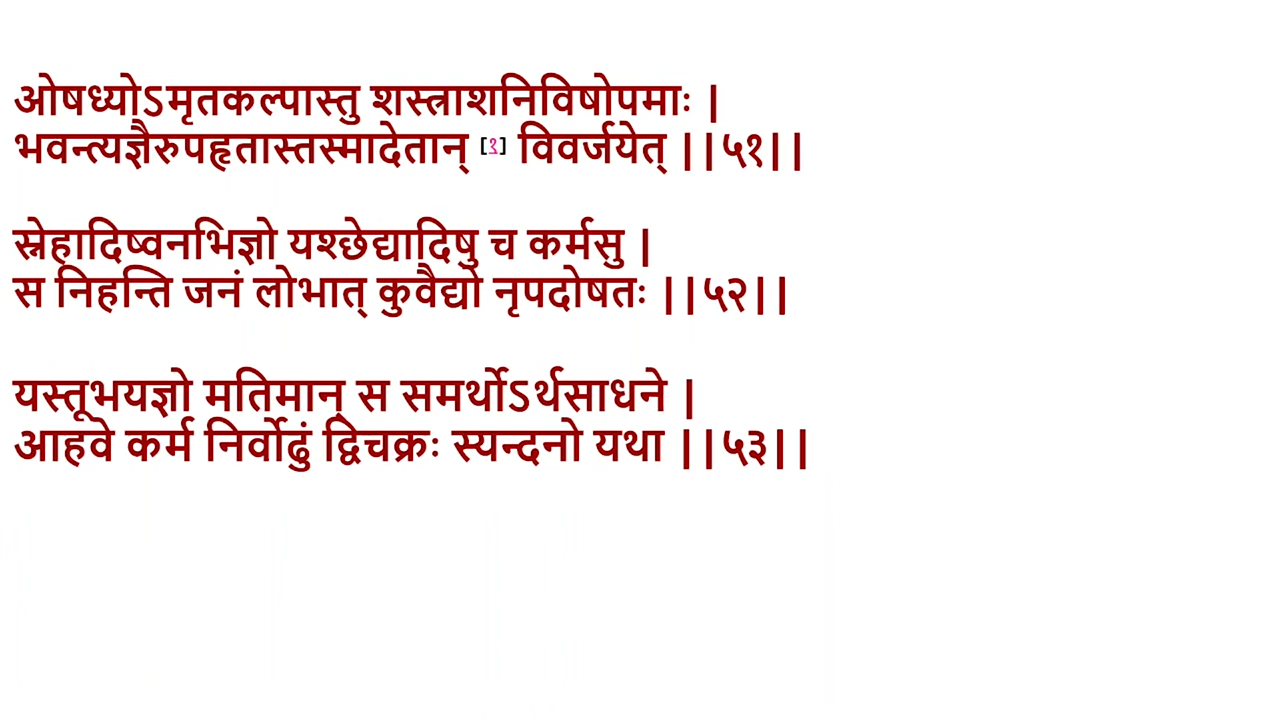 ओषध्योऽमृतकल्पास्तु शस्त्राशनिविषोपमाः |
भवन्त्यज्ञैरुपहृतास्तस्मादेतान् [१] विवर्जयेत् ||५१||
स्नेहादिष्वनभिज्ञो यश्छेद्यादिषु च कर्मसु |
स निहन्ति जनं लोभात् कुवैद्यो नृपदोषतः ||५२||
यस्तूभयज्ञो मतिमान् स समर्थोऽर्थसाधने |
आहवे कर्म निर्वोढुं द्विचक्रः स्यन्दनो यथा ||५३||